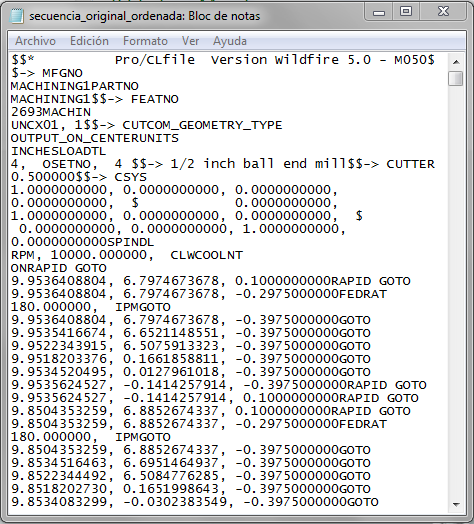 secuencia_original_ordenada: Bloc de notas
Archivo Edición Formato Ver Ayuda
$$* Pro/CLfile Version Wildfire 5.0 - M050$
$-> MFGNO
MACHINING1PARTNO
MACHINING1$$-> FEATNO
2693MACHIN
UNCX01, 1$$-> CUTCOM_GEOMETRY_TYPE
OUTPUT_ON_CENTERUNITS
INCHESLOADTL
4, OSETNO, 4 $$-> 1/2 inch ball end mill$$-> CUTTER
0.500000$$-> CSYS
1.0000000000, 0.0000000000, 0.0000000000,
0.0000000000, $ 0.0000000000,
1.0000000000, 0.0000000000, 0.0000000000, $
0.0000000000, 0.0000000000, 1.0000000000,
0.0000000000SPINDL
RPM, 10000.000000, CLWCOOLNT
ONRAPID GOTO
9.9536408804, 6.7974673678, 0.1000000000RAPID GOTO
9.9536408804, 6.7974673678, -0.2975000000FEDRAT
180.000000, IPMGOTO
9.9536408804, 6.7974673678, -0.3975000000GOTO
9.9535416674, 6.6521148551, -0.3975000000GOTO
9.9522343915, 6.5075913323, -0.3975000000GOTO
9.9518203376, 0.1661858811, -0.3975000000GOTO
9.9534520495, 0.0127961018, -0.3975000000GOTO
9.9535624527, -0.1414257914, -0.3975000000RAPID GOTO
9.9535624527, -0.1414257914, 0.1000000000RAPID GOTO
9.8504353259, 6.8852674337, 0.1000000000RAPID GOTO
9.8504353259, 6.8852674337, -0.2975000000FEDRAT
180.000000, IPMGOTO
9.8504353259, 6.8852674337, -0.3975000000GOTO
9.8534516463, 6.6951464937, -0.3975000000GOTO
9.8522344492, 6.5084776285, -0.3975000000GOTO
9.8518202730, 0.1651998643, -0.3975000000GOTO
9.8534083299, -0.0302383549, -0.3975000000GOTO